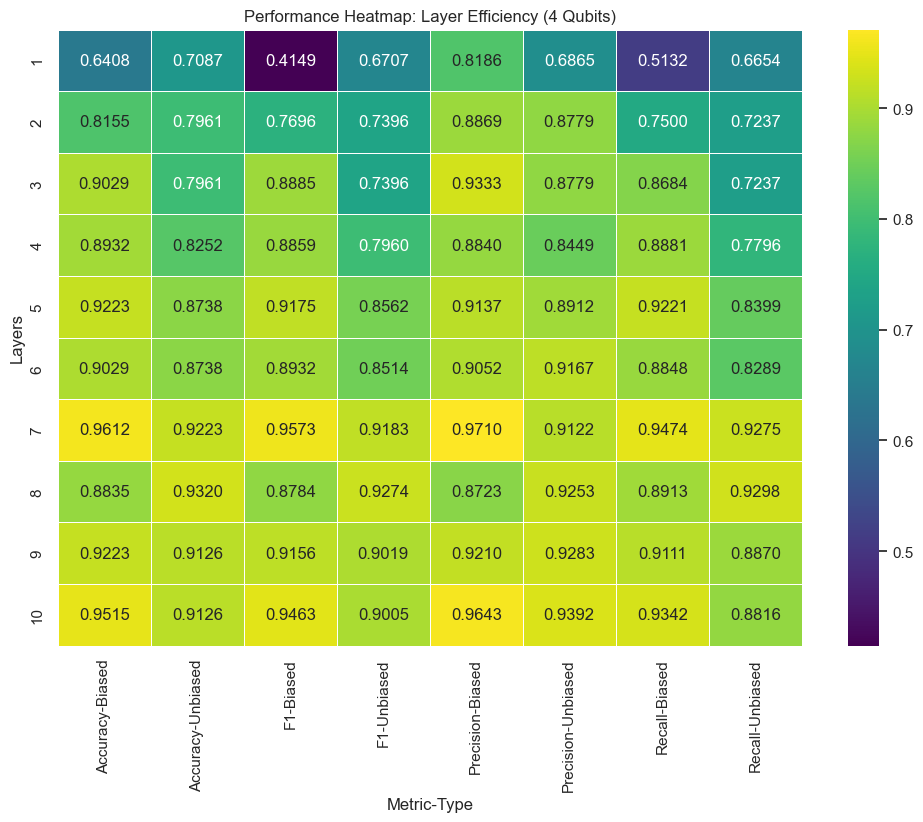 Performance Heatmap: Layer Efficiency (4 Qubits)
1 0.6408 0.7087 0.4149 0.6707 0.8186 0.6865 0.5132 0.6654
2 0.8155 0.7961 0.7696 0.7396 0.8869 0.8779 0.7500 0.7237
3 0.9029 0.7961 0.8885 0.7396 0.9333 0.8779 0.8684 0.7237
4 0.8932 0.8252 0.8859 0.7960 0.8840 0.8449 0.8881 0.7796
5 0.9223 0.8738 0.9175 0.8562 0.9137 0.8912 0.9221 0.8399
6 0.9029 0.8738 0.8932 0.8514 0.9052 0.9167 0.8848 0.8289
7 0.9612 0.9223 0.9573 0.9183 0.9710 0.9122 0.9474 0.9275
8 0.8835 0.9320 0.8784 0.9274 0.8723 0.9253 0.8913 0.9298
9 0.9223 0.9126 0.9156 0.9019 0.9210 0.9283 0.9111 0.8870
10 0.9515 0.9126 0.9463 0.9005 0.9643 0.9392 0.9342 0.8816
Layers
Accuracy-Biased
Accuracy-Unbiased
F1-Biased
F1-Unbiased
Precision-Biased
Precision-Unbiased
Recall-Biased
Recall-Unbiased
Metric-Type
0.9
0.8
0.7
0.6
0.5